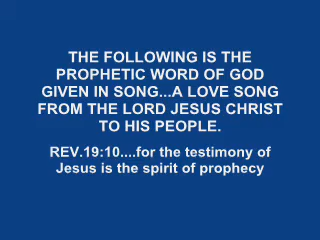 THE FOLLOWING IS THE
PROPHETIC WORD OF GOD
GIVEN IN SONG...A LOVE SONG
FROM THE LORD JESUS CHRIST
TO HIS PEOPLE.
REV.19:10....for the testimony of
Jesus is the spirit of prophecy